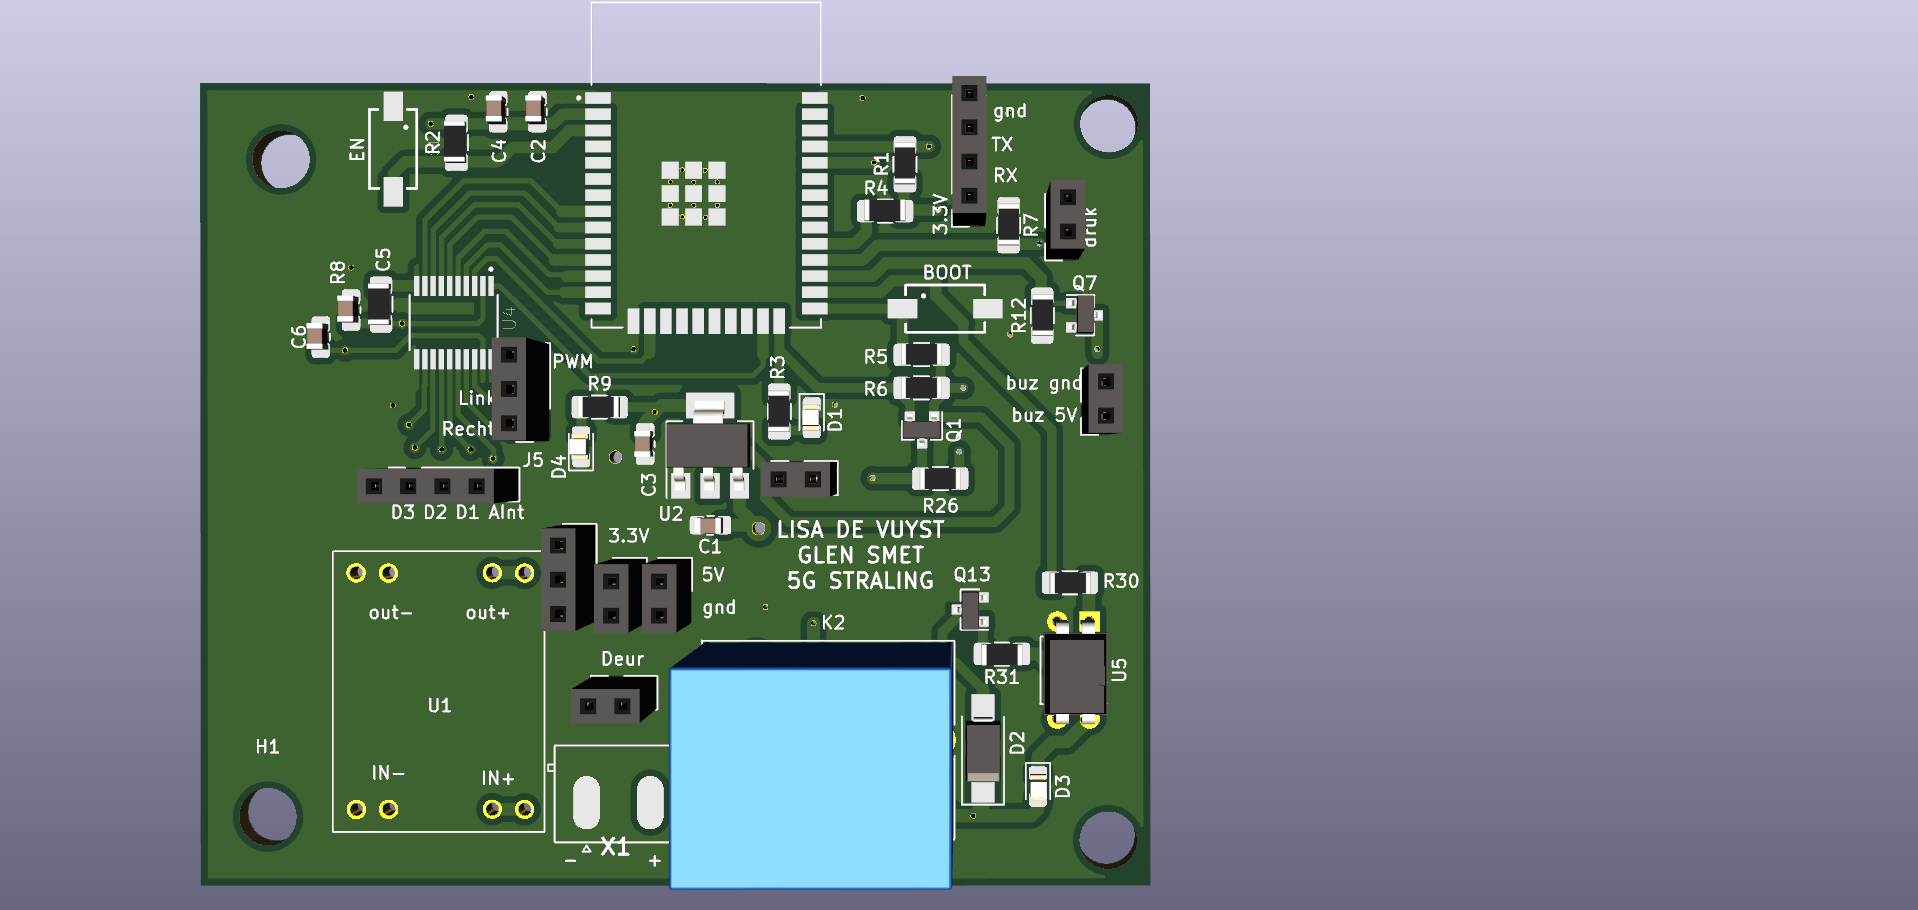 gnd
TX
RX
3.3V
EN
R2
C4
C2
R1
R4
R7
druk
R8
C5
C6
U4
BOOT
Q7
R12
PWM
Link
Recht
J5
R9
D4
C3
R3
D1
R5
R6
Q1
buz gnd
buz 5V
D3 D2 D1 AInt
U2
C1
R26
LISA DE VUYST
GLEN SMET
5G STRALING
3.3V
5V
gnd
Q13
R30
out-
out+
K2
Deur
R31
U5
U1
H1
IN-
IN+
D2
D3
X1
-
+